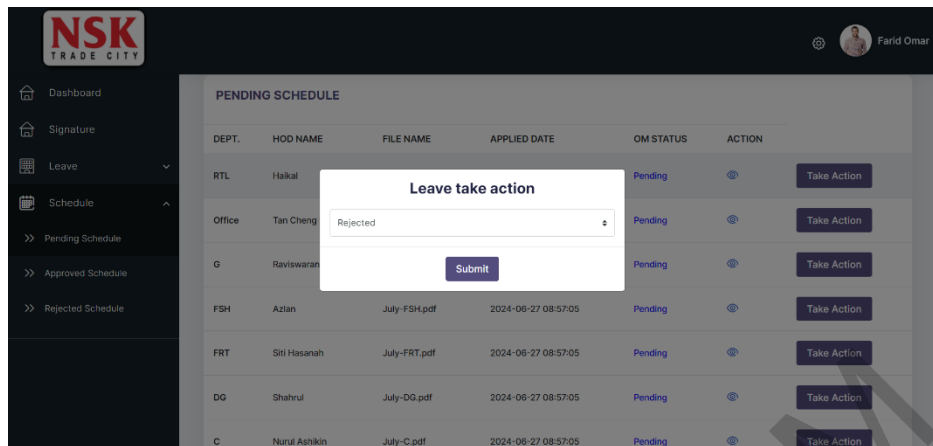 NSK
TRADE CITY
Farid Omar
Dashboard
Signature
Leave
Schedule
Pending Schedule
Approved Schedule
Rejected Schedule
PENDING SCHEDULE
DEPT. HOD NAME FILE NAME APPLIED DATE OM STATUS ACTION
RTL Haikal Pending Take Action
Office Tan Cheng Pending Take Action
G Raviswaran Pending Take Action
Leave take action
Rejected
Submit
FSH Azlan July-FSH.pdf 2024-06-27 08:57:05 Pending Take Action
FRT Siti Hasanah July-FRT.pdf 2024-06-27 08:57:05 Pending Take Action
DG Shahrul July-DG.pdf 2024-06-27 08:57:05 Pending Take Action
C Nurul Ashikin July-C.pdf 2024-06-27 08:57:05 Pending Take Action